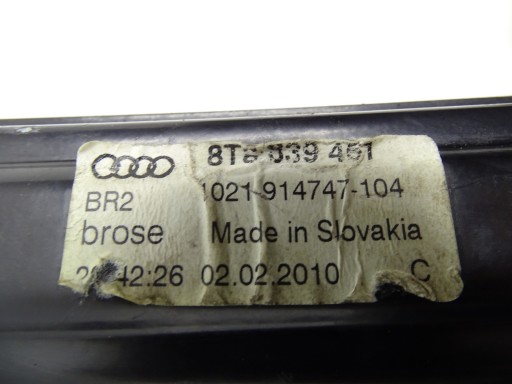 8T8 839 461
BR2 1021-914747-104
brose Made in Slovakia
42:26 02.02.2010 C